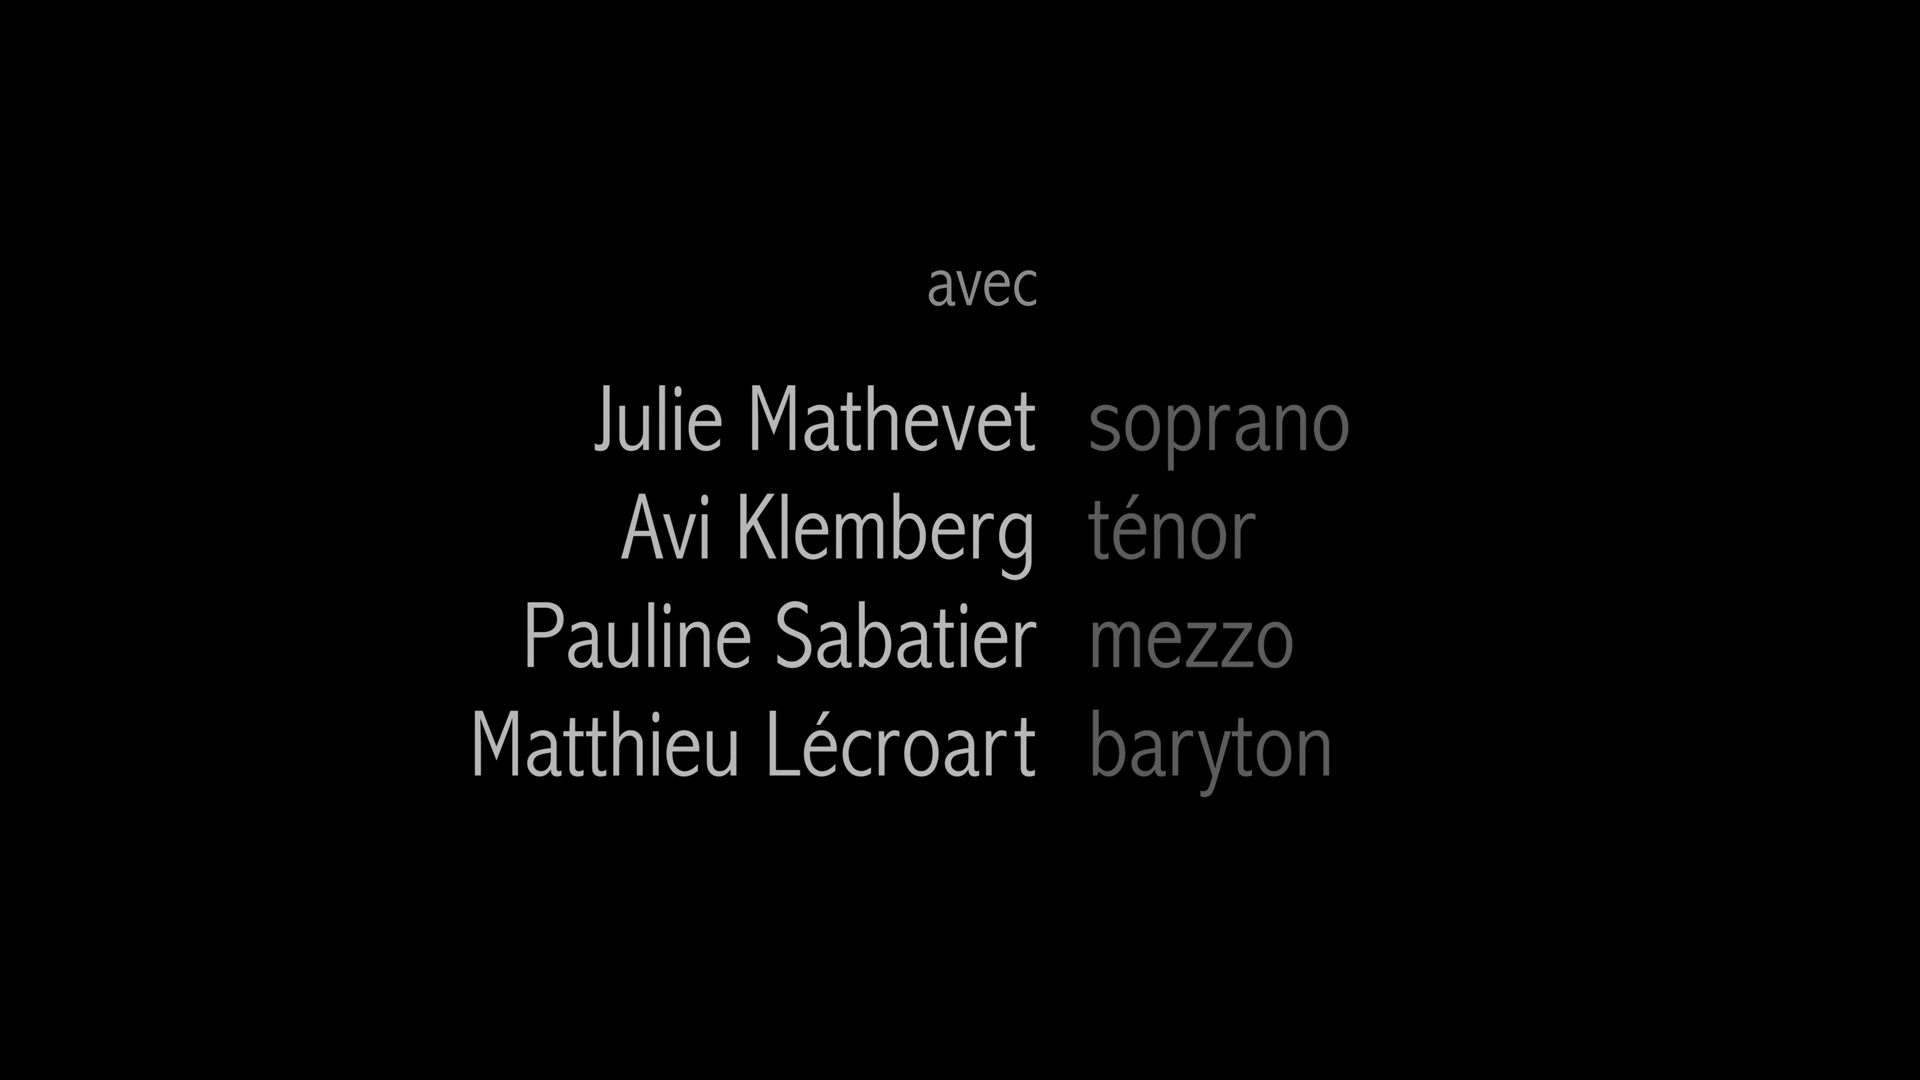 avec
Julie Mathevet soprano
Avi Klemberg ténor
Pauline Sabatier mezzo
Matthieu Lécroart baryton